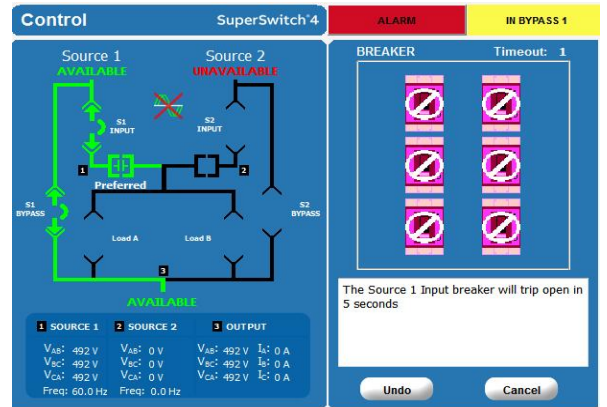 Control
SuperSwitch®4
ALARM
IN BYPASS 1
Source 1
AVAILABLE
Source 2
UNAVAILABLE
S1
INPUT
S2
INPUT
1
Preferred
2
S1
BYPASS
S2
BYPASS
Load A
Load B
3
AVAILABLE
1 SOURCE 1
VAB: 492 V
VBC: 492 V
VCA: 492 V
Freq: 60.0 Hz
2 SOURCE 2
VAB: 0 V
VBC: 0 V
VCA: 0 V
Freq: 0.0 Hz
3 OUTPUT
VAB: 492 V IA: 0 A
VBC: 492 V IB: 0 A
VCA: 492 V IC: 0 A
BREAKER
Timeout: 1
The Source 1 Input breaker will trip open in
5 seconds
Undo
Cancel